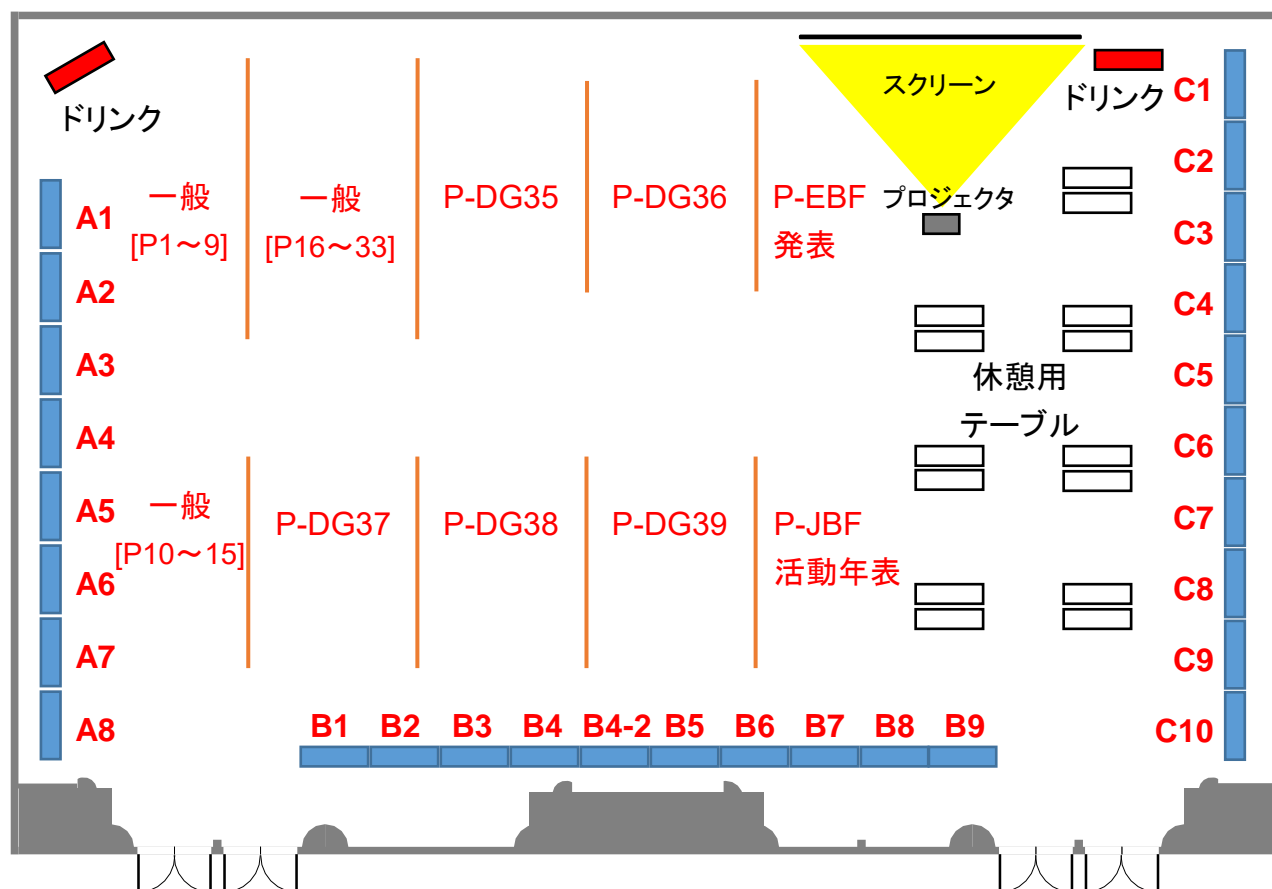 スクリーン
ドリンク
C1
ドリンク
C2
一般
[P1～9]
一般
[P16～33]
P-DG35
P-DG36
P-EBF
発表
プロジェクタ
A1
C3
A2
C4
A3
休憩用
テーブル
C5
A4
C6
A5
一般
[P10～15]
P-DG37
P-DG38
P-DG39
P-JBF
活動年表
C7
A6
C8
A7
C9
A8
B1
B2
B3
B4
B4-2
B5
B6
B7
B8
B9
C10